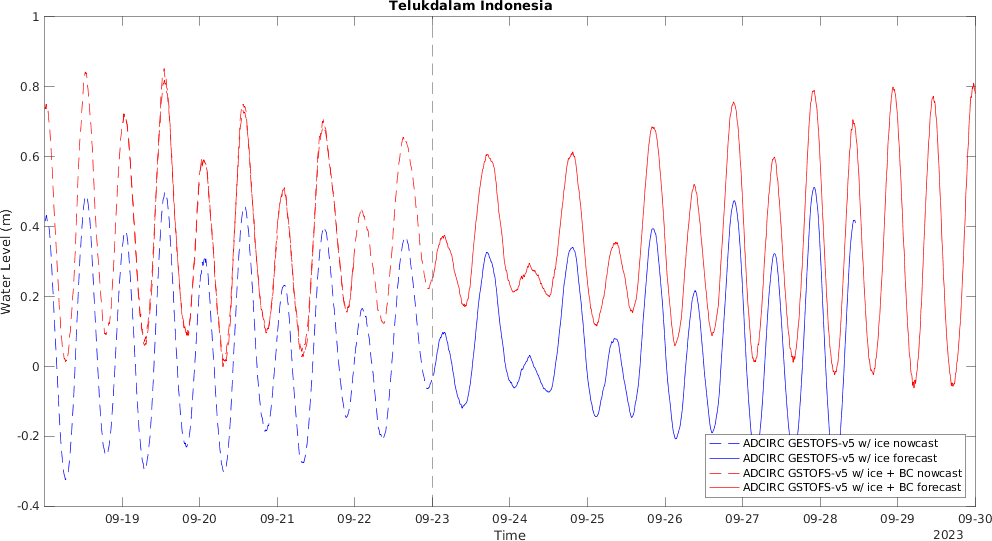 Telukdalam Indonesia
1
0.8
0.6
0.4
0.2
0
-0.2
-0.4
Water Level (m)
ADCIRC GESTOFS-v5 w/ ice nowcast
ADCIRC GESTOFS-v5 w/ ice forecast
ADCIRC GSTOFS-v5 w/ ice + BC nowcast
ADCIRC GSTOFS-v5 w/ ice + BC forecast
09-19 09-20 09-21 09-22 09-23 09-24 09-25 09-26 09-27 09-28 09-29 09-30
Time
2023